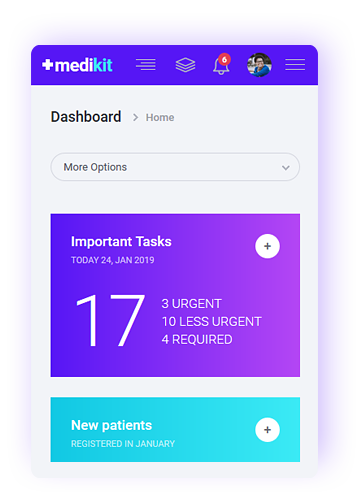 medikit
6
Dashboard > Home
More Options
Important Tasks
+
TODAY 24, JAN 2019
17
3 URGENT
10 LESS URGENT
4 REQUIRED
New patients
+
REGISTERED IN JANUARY